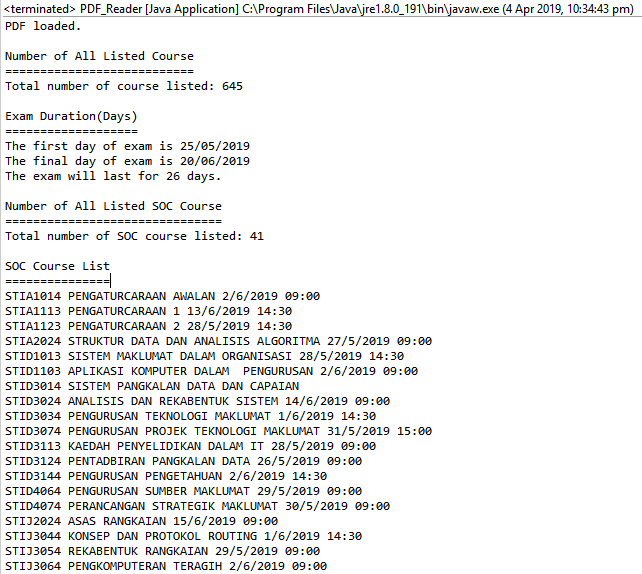 <terminated> PDF_Reader [Java Application] C:\Program Files\Java\jre1.8.0_191\bin\javaw.exe (4 Apr 2019, 10:34:43 pm)
PDF loaded.
Number of All Listed Course
===========================
Total number of course listed: 645
Exam Duration(Days)
===================
The first day of exam is 25/05/2019
The final day of exam is 20/06/2019
The exam will last for 26 days.
Number of All Listed SOC Course
===============================
Total number of SOC course listed: 41
SOC Course List
===============
STIA1014 PENGATURCARAAN AWALAN 2/6/2019 09:00
STIA1113 PENGATURCARAAN 1 13/6/2019 14:30
STIA1123 PENGATURCARAAN 2 28/5/2019 14:30
STIA2024 STRUKTUR DATA DAN ANALISIS ALGORITMA 27/5/2019 09:00
STID1013 SISTEM MAKLUMAT DALAM ORGANISASI 28/5/2019 14:30
STID1103 APLIKASI KOMPUTER DALAM  PENGURUSAN 2/6/2019 09:00
STID3014 SISTEM PANGKALAN DATA DAN CAPAIAN
STID3024 ANALISIS DAN REKABENTUK SISTEM 14/6/2019 09:00
STID3034 PENGURUSAN TEKNOLOGI MAKLUMAT 1/6/2019 14:30
STID3074 PENGURUSAN PROJEK TEKNOLOGI MAKLUMAT 31/5/2019 15:00
STID3113 KAEDAH PENYELIDIKAN DALAM IT 28/5/2019 09:00
STID3124 PENTADBIRAN PANGKALAN DATA 26/5/2019 09:00
STID3144 PENGURUSAN PENGETAHUAN 2/6/2019 14:30
STID4064 PENGURUSAN SUMBER MAKLUMAT 29/5/2019 09:00
STID4074 PERANCANGAN STRATEGIK MAKLUMAT 30/5/2019 09:00
STIJ2024 ASAS RANGKAIAN 15/6/2019 09:00
STIJ3044 KONSEP DAN PROTOKOL ROUTING 1/6/2019 14:30
STIJ3054 REKABENTUK RANGKAIAN 29/5/2019 09:00
STIJ3064 PENGKOMPUTERAN TERAGIH 2/6/2019 09:00